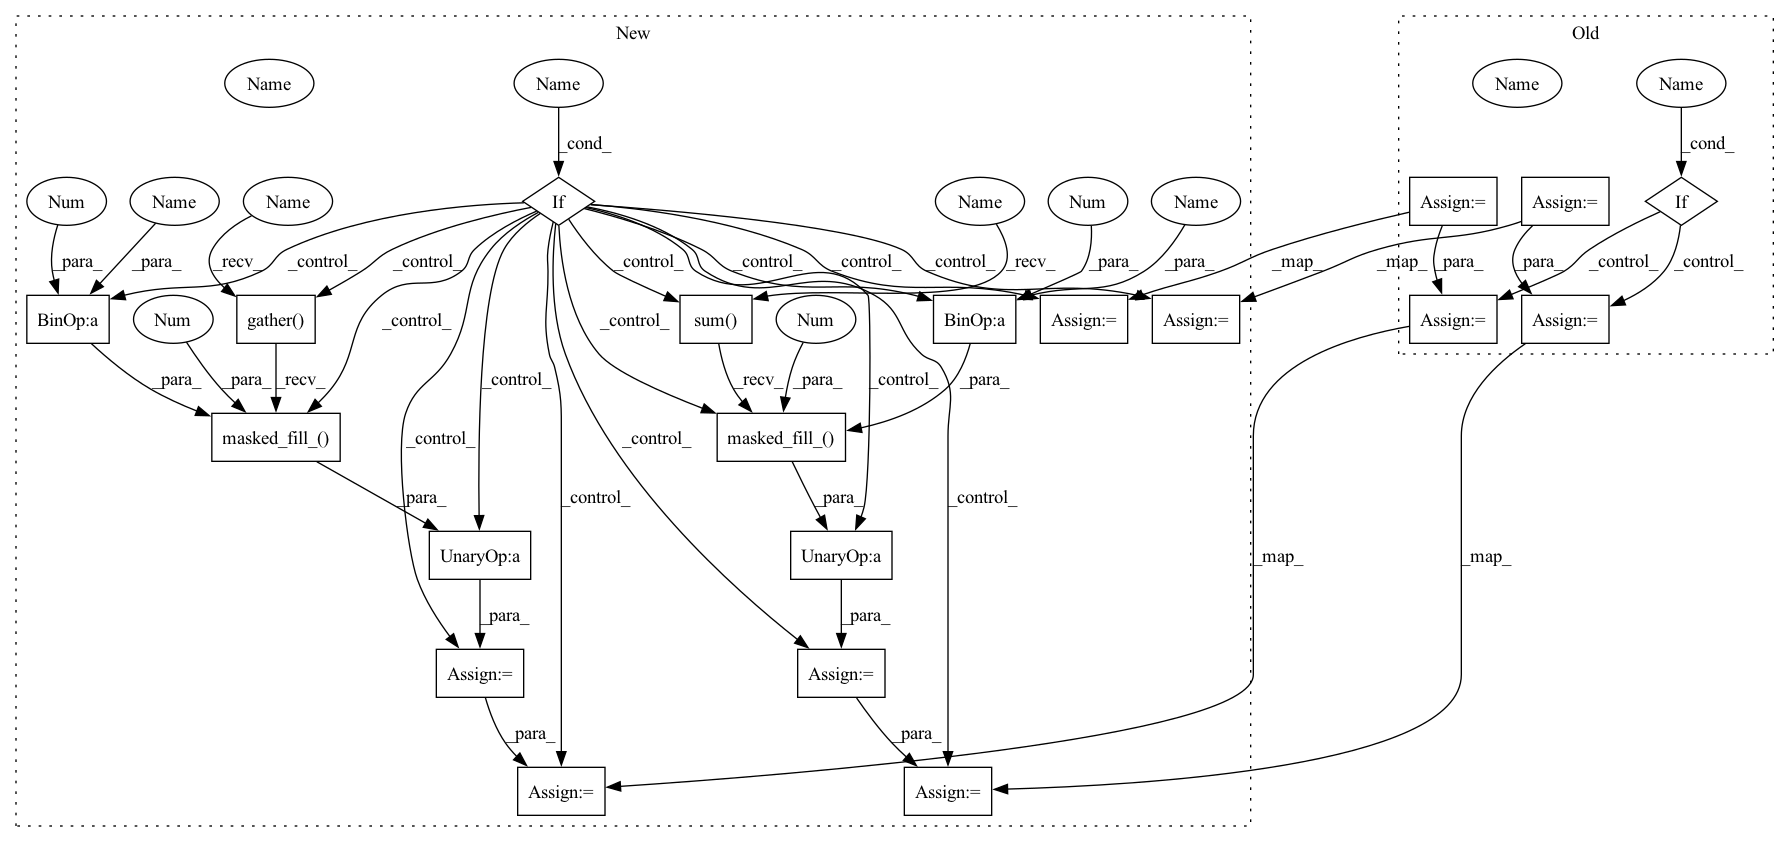 New
Old
Name
Name
Name
Name
_cond_
_cond_
Num
Name
Name
If
Name
Num
Name
Assign:=
Assign:=
If
_para_
_para_
_recv_
_control_
_control_
_control_
_control_
_control_
_control_
_recv_
_para_
_para_
_map_
_map_
_para_
_para_
_control_
_control_
BinOp:a
Num
gather()
_control_
_control_
sum()
Num
BinOp:a
Assign:=
Assign:=
Assign:=
Assign:=
_para_
_para_
_recv_
_control_
_recv_
_para_
_control_
_para_
masked_fill_()
_control_
_control_
masked_fill_()
_para_
_control_
_para_
_control_
UnaryOp:a
UnaryOp:a
_map_
_map_
_para_
_para_
Assign:=
Assign:=
_para_
_para_
Assign:=
Assign:=